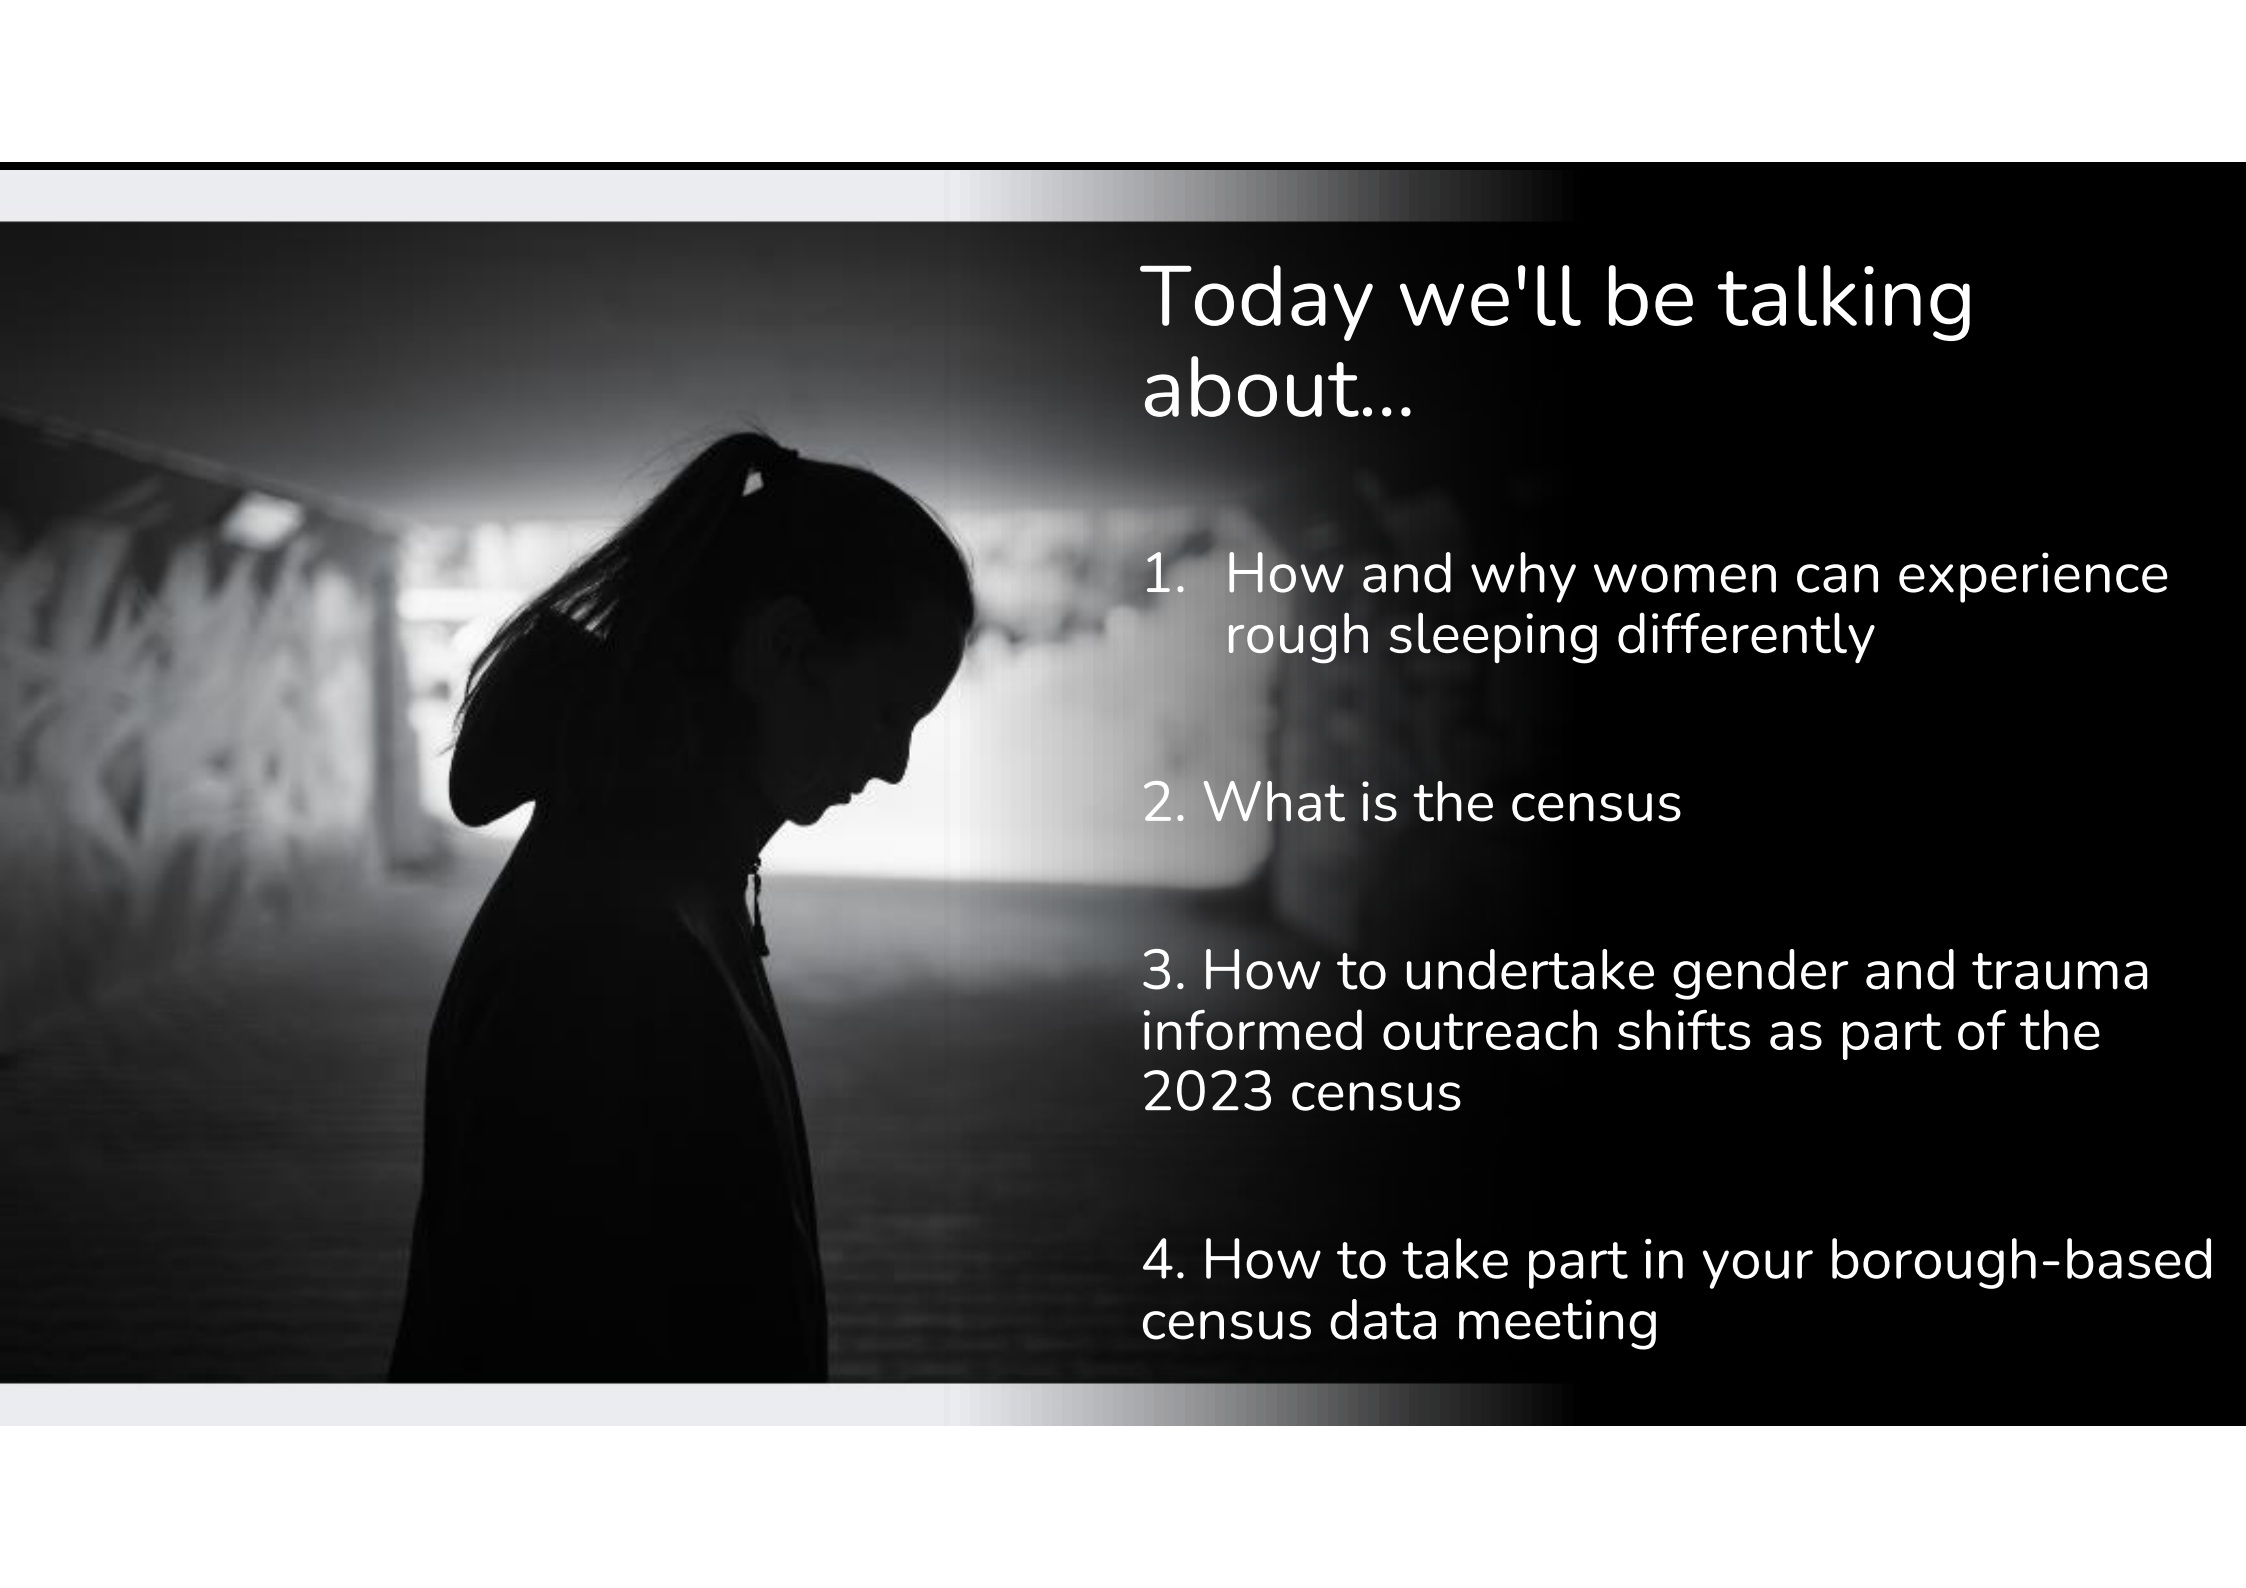 Today we'll be talking
about...
1. How and why women can experience
rough sleeping differently
2. What is the census
3. How to undertake gender and trauma
informed outreach shifts as part of the
2023 census
4. How to take part in your borough-based
census data meeting